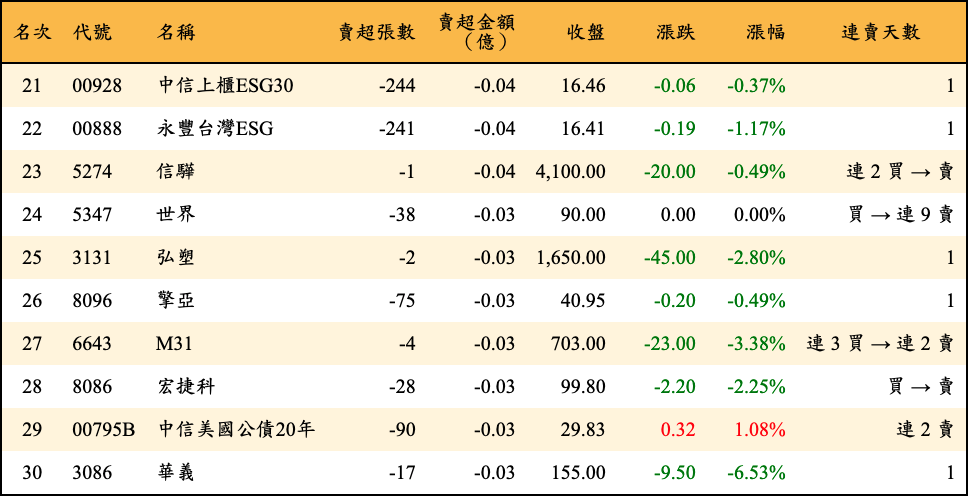 名次 代號 名稱 賣超張數 賣超金額（億） 收盤 漲跌 漲幅 連賣天數
21 00928 中信上櫃ESG30 -244 -0.04 16.46 -0.06 -0.37% 1
22 00888 永豐台灣ESG -241 -0.04 16.41 -0.19 -1.17% 1
23 5274 信驊 -1 -0.04 4,100.00 -20.00 -0.49% 連 2 買 → 賣
24 5347 世界 -38 -0.03 90.00 0.00 0.00% 買 → 連 9 賣
25 3131 弘塑 -2 -0.03 1,650.00 -45.00 -2.80% 1
26 8096 擎亞 -75 -0.03 40.95 -0.20 -0.49% 1
27 6643 M31 -4 -0.03 703.00 -23.00 -3.38% 連 3 買 → 連 2 賣
28 8086 宏捷科 -28 -0.03 99.80 -2.20 -2.25% 買 → 賣
29 00795B 中信美國公債20年 -90 -0.03 29.83 0.32 1.08% 連 2 賣
30 3086 華義 -17 -0.03 155.00 -9.50 -6.53% 1